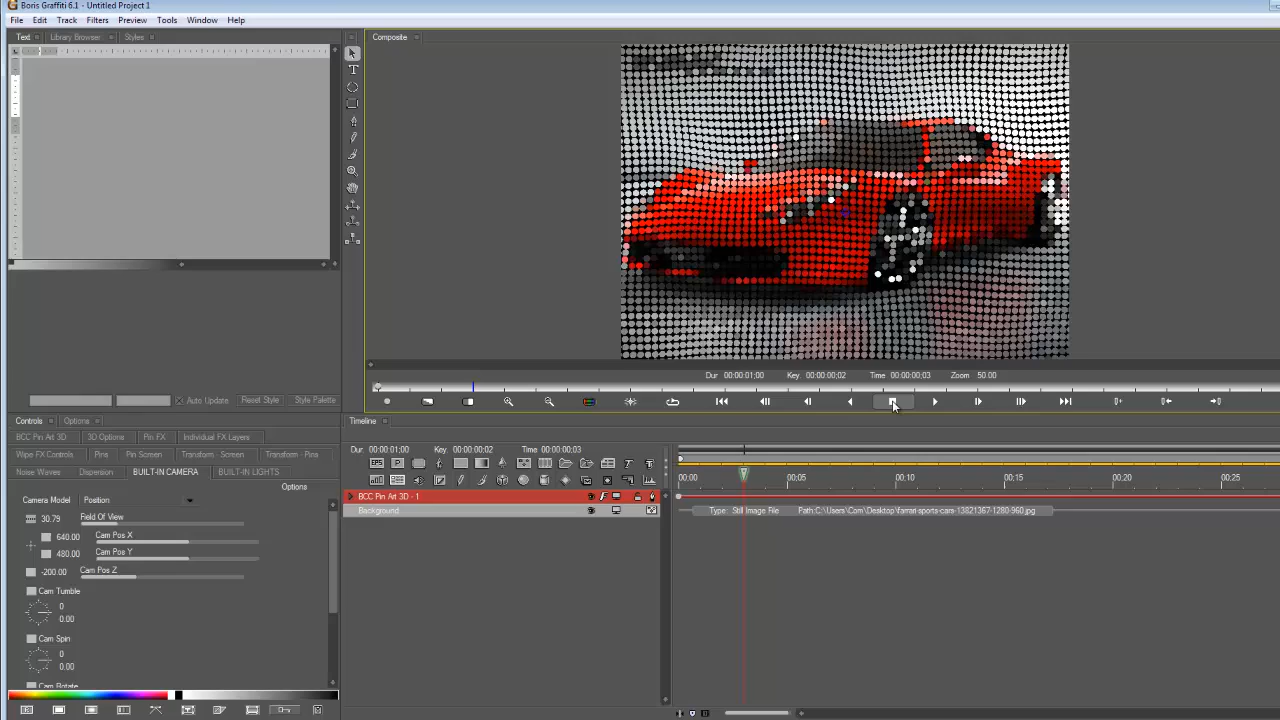 Boris Graffiti 6.1 - Untitled Project 1
File Edit Track Filters Preview Tools Window Help
Text Library Browser Styles
Composite
Dur 00:00:01;00 Key 00:00:00;02 Time 00:00:00;03 Zoom 50.00
Auto Update Reset Style Style Palette
Controls Options
Timeline
BCC Pin Art 3D 3D Options Pin FX Individual FX Layers
Wipe FX Controls Pins Pin Screen Transform - Screen Transform - Pins
Noise Warps Dispersion BUILT-IN CAMERA BUILT-IN LIGHTS
Options
Camera Model Position
30.79 Field Of View
640.00 Cam Pos X
480.00 Cam Pos Y
-200.00 Cam Pos Z
Cam Tumble
0
0.00
Cam Spin
0
0.00
Cam Rotate
Dur 00:00:01;00 Key 00:00:00;02 Time 00:00:00;03
EPS
00:00 00;05 00;10 00;15 00;20 00;25
BCC Pin Art 3D - 1
Background
Type: Still Image File Path:C:\Users\Com\Desktop\farrari-sports-cars-13821367-1280-960.jpg